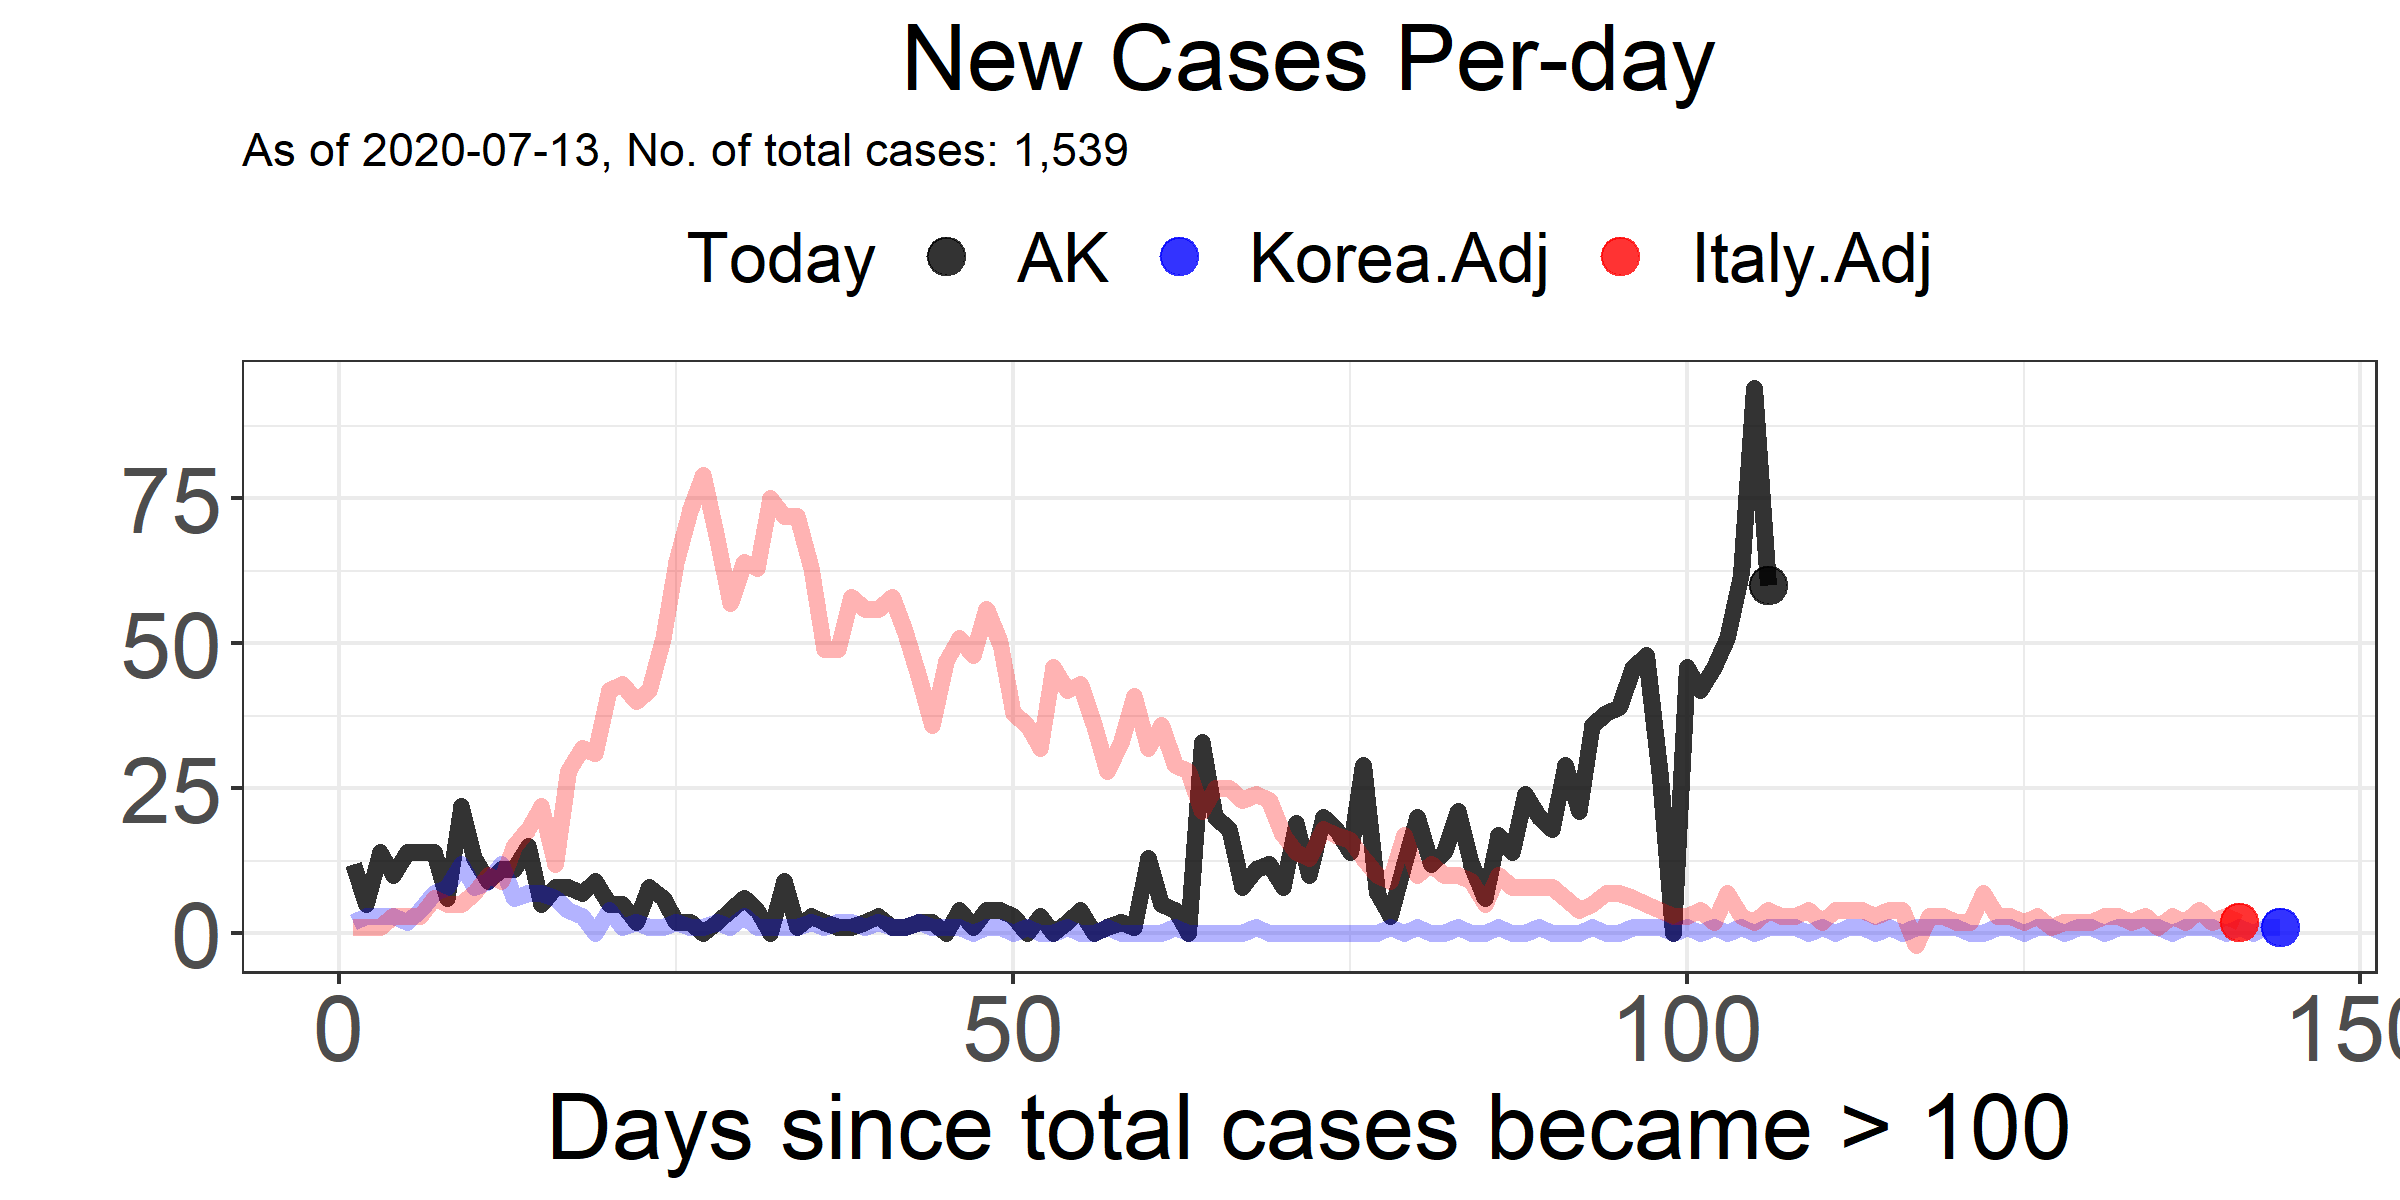 New Cases Per-day
As of 2020-07-13, No. of total cases: 1,539
Today AK Korea.Adj Italy.Adj
75
50
25
0
0 50 100 150
Days since total cases became > 100